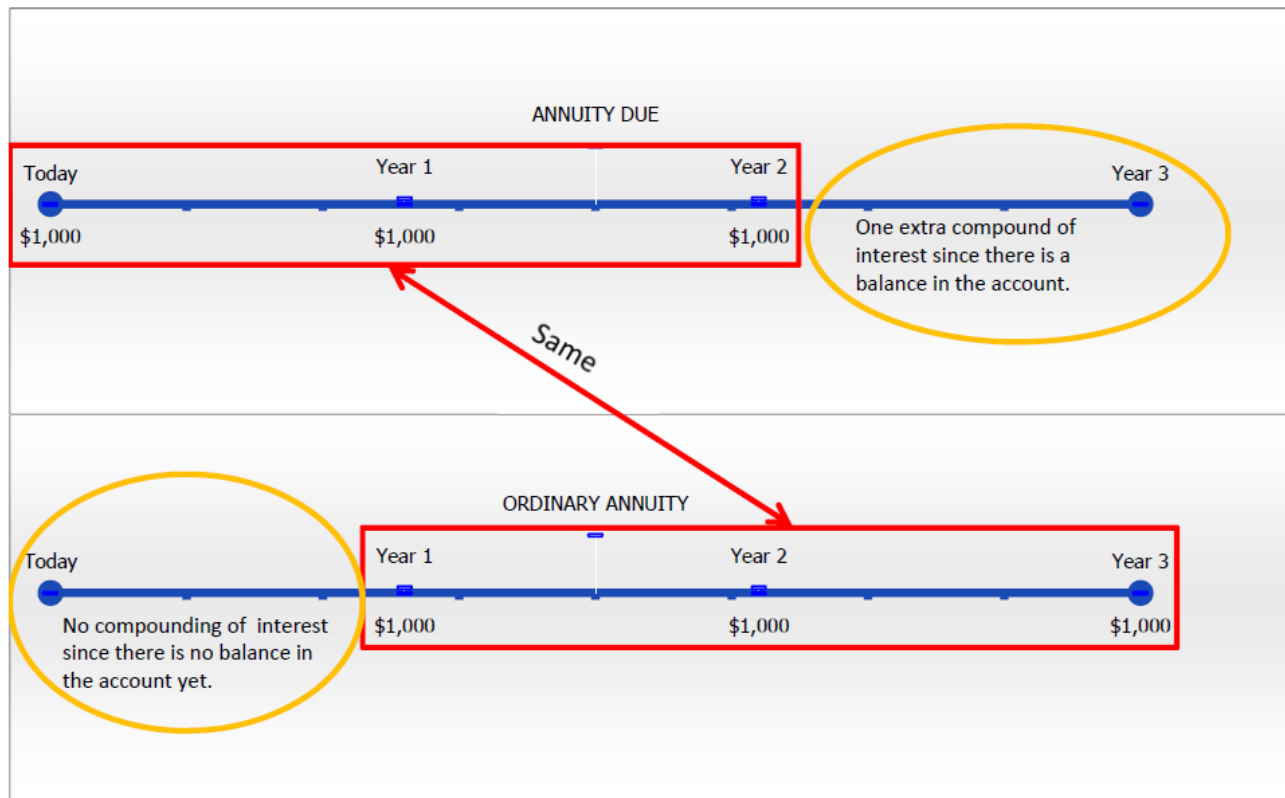 ANNUITY DUE
Today
Year 1
Year 2
Year 3
$1,000
$1,000
$1,000
One extra compound of
interest since there is a
balance in the account.
Same
ORDINARY ANNUITY
Today
Year 1
Year 2
Year 3
No compounding of interest
since there is no balance in
the account yet.
$1,000
$1,000
$1,000